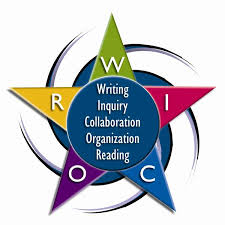 W
Writing
Inquiry
Collaboration
Organization
Reading
R
I
O
C